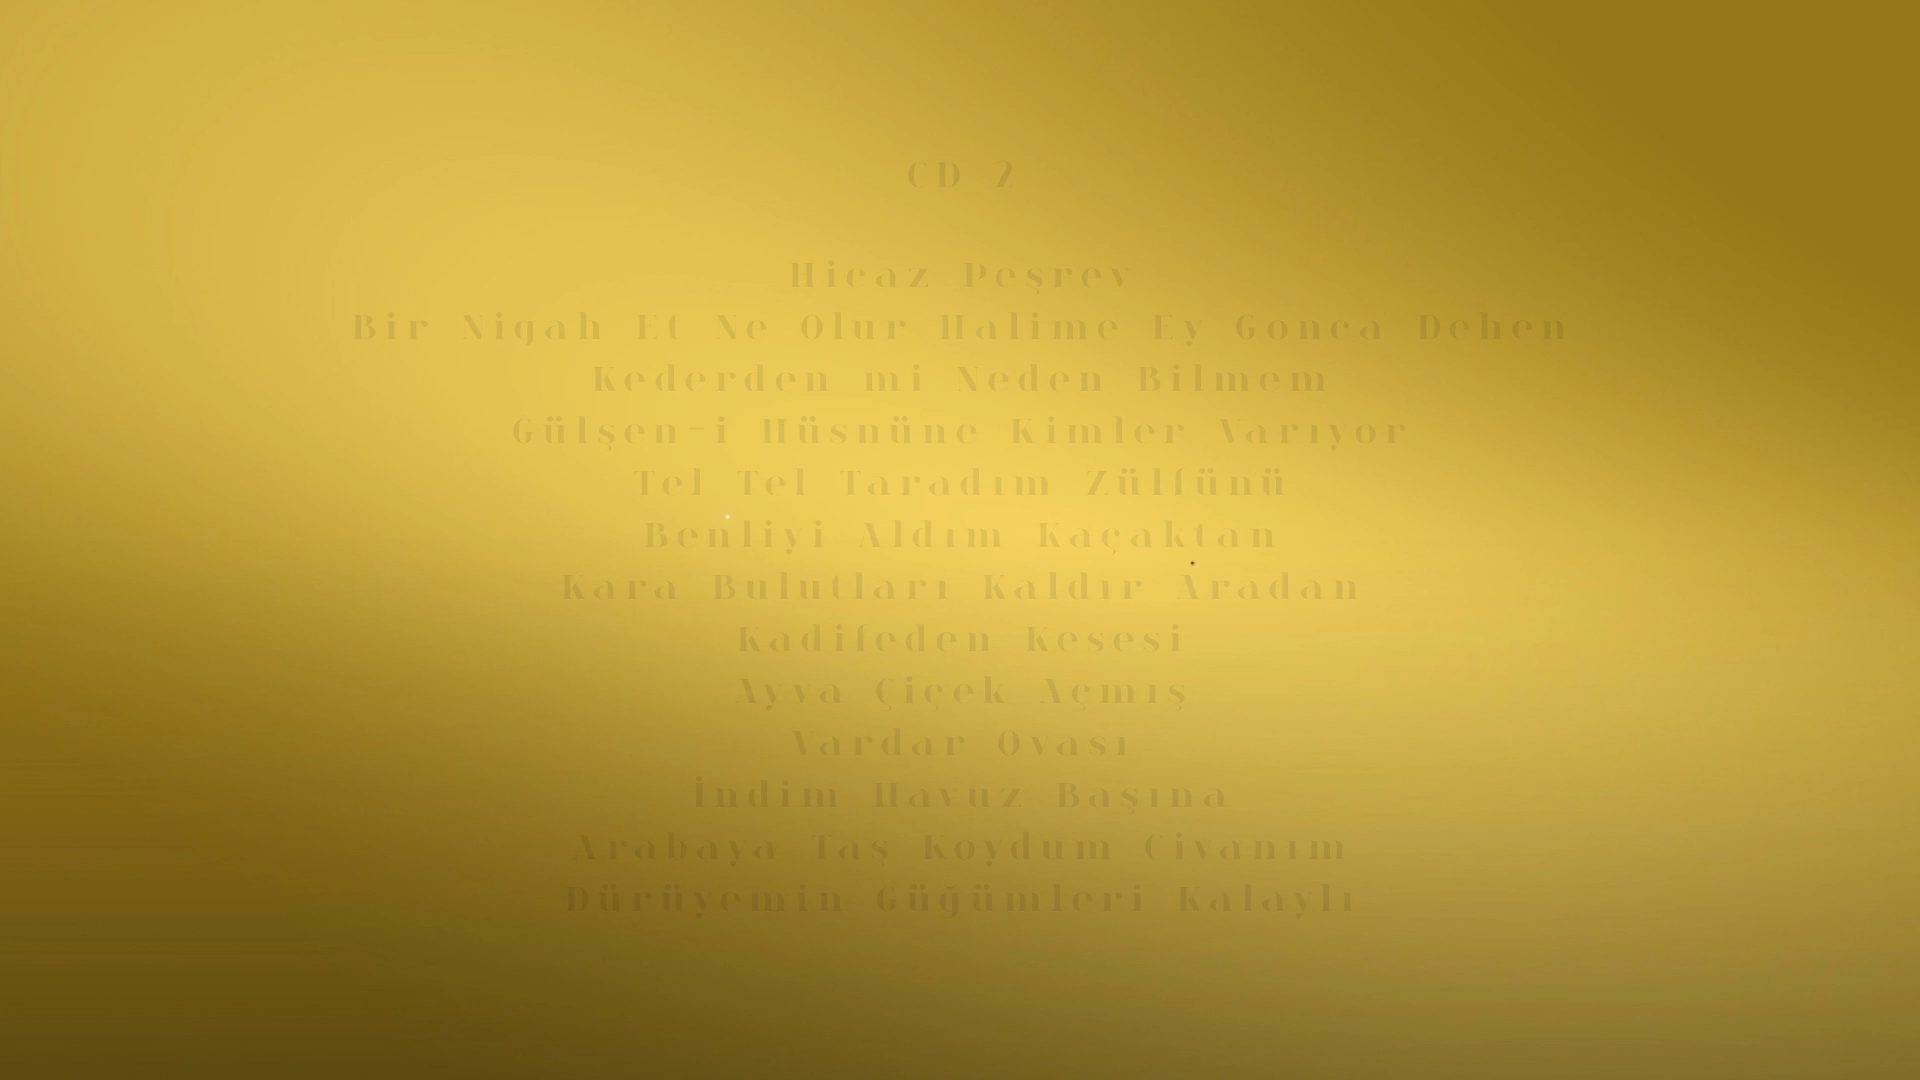 CD 2
Hicaz Peşrev
Bir Nigah Et Ne Olur Halime Ey Gonca Dehen
Kederden mi Neden Bilmem
Gülşen-i Hüsnüne Kimler Varıyor
Tel Tel Taradım Zülfünü
Benliyi Aldım Kaçaktan
Kara Bulutları Kaldır Aradan
Kadifeden Kesesi
Ayva Çiçek Açmış
Vardar Ovası
İndim Havuz Başına
Arabaya Taş Koydum Civanım
Dürüyemin Güğümleri Kalaylı